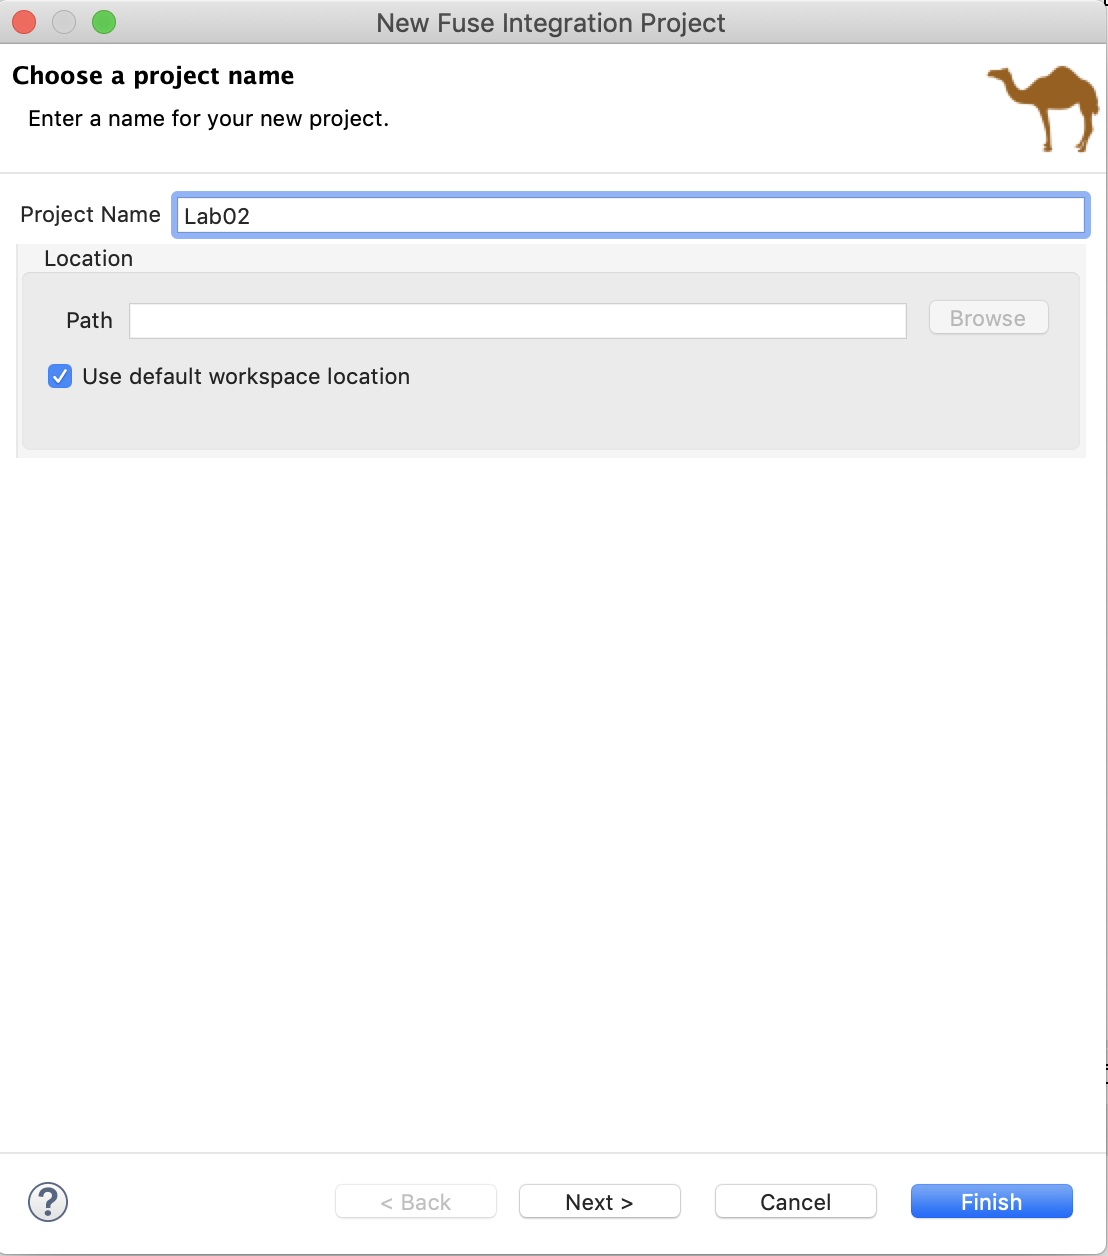 New Fuse Integration Project
Choose a project name
Enter a name for your new project.
Project Name Lab02
Location
Path Browse
Use default workspace location
? < Back Next > Cancel Finish